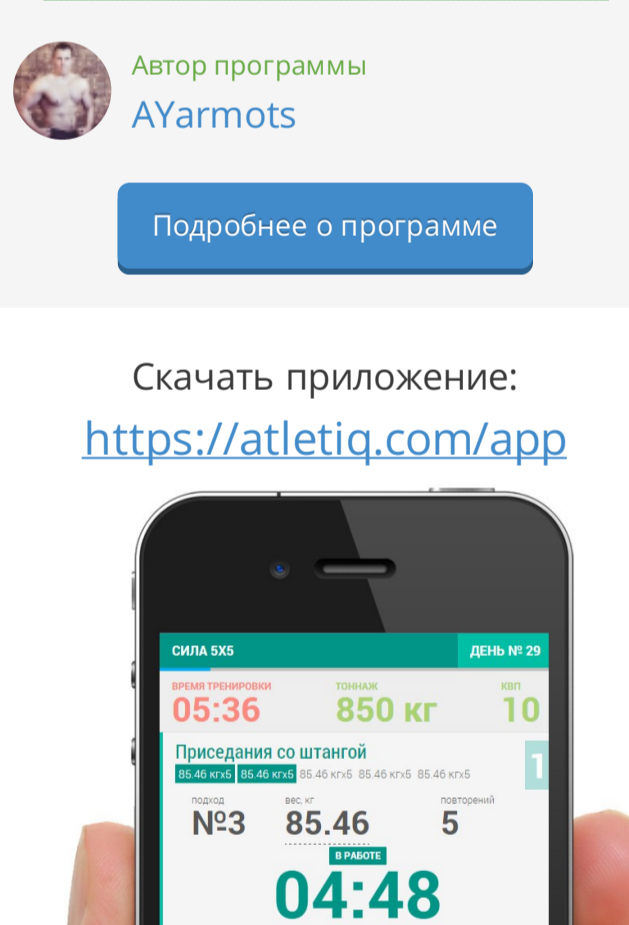 Автор программы
AYarmots
Подробнее о программе
Скачать приложение:
https://atletiq.com/app
СИЛА 5Х5 ДЕНЬ № 29
ВРЕМЯ ТРЕНИРОВКИ ТОННАЖ КВП
05:36 850 кг 10
Приседания со штангой 1
85.46 кгх5 85.46 кгх5 85.46 кгх5 85.46 кгх5 85.46 кгх5
подход вес, кг повторений
№3 85.46 5
В РАБОТЕ
04:48